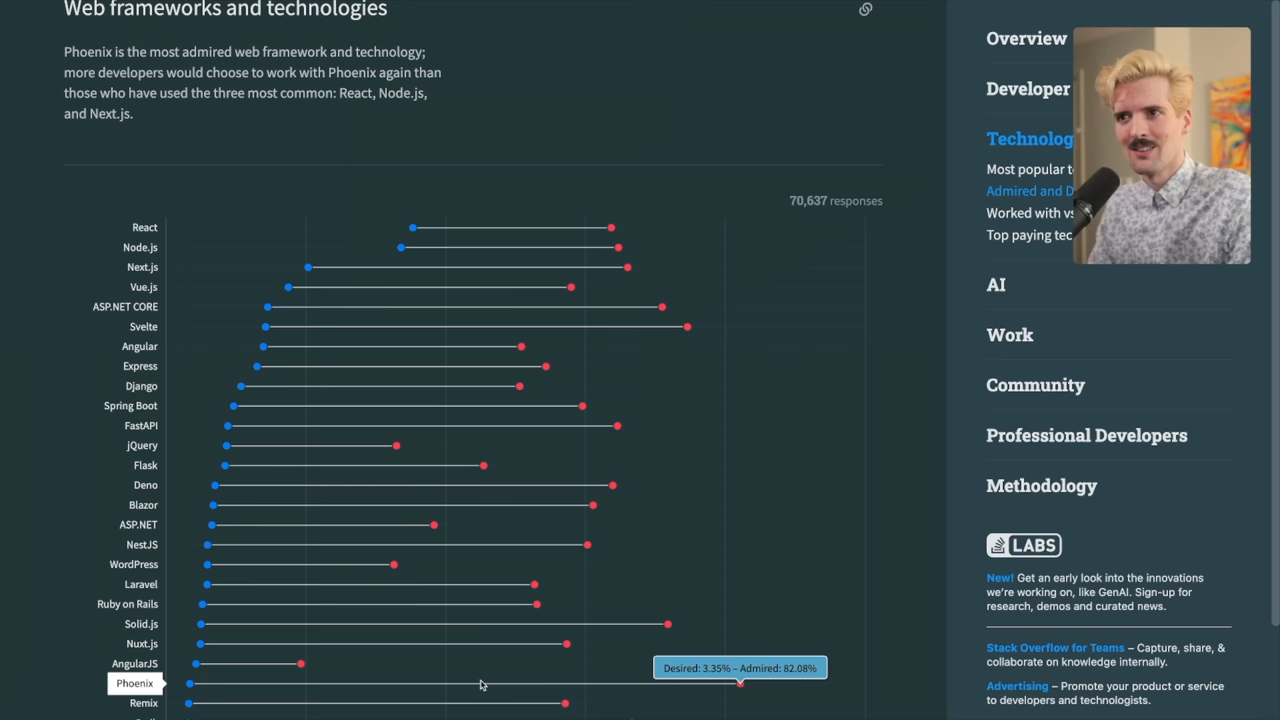 Web frameworks and technologies
Phoenix is the most admired web framework and technology;
more developers would choose to work with Phoenix again than
those who have used the three most common: React, Node.js,
and Next.js.
70,637 responses
React
Node.js
Next.js
Vue.js
ASP.NET CORE
Svelte
Angular
Express
Django
Spring Boot
FastAPI
jQuery
Flask
Deno
Blazor
ASP.NET
NestJS
WordPress
Laravel
Ruby on Rails
Solid.js
Nuxt.js
AngularJS
Desired: 3.35% – Admired: 82.08%
Phoenix
Remix
Overview
Developer
Technolog
Most popular t
Admired and D
Worked with vs
Top paying tec
AI
Work
Community
Professional Developers
Methodology
LABS
New! Get an early look into the innovations
we're working on, like GenAI. Sign-up for
research, demos and curated news.
Stack Overflow for Teams – Capture, share, &
collaborate on knowledge internally.
Advertising – Promote your product or service
to developers and technologists.